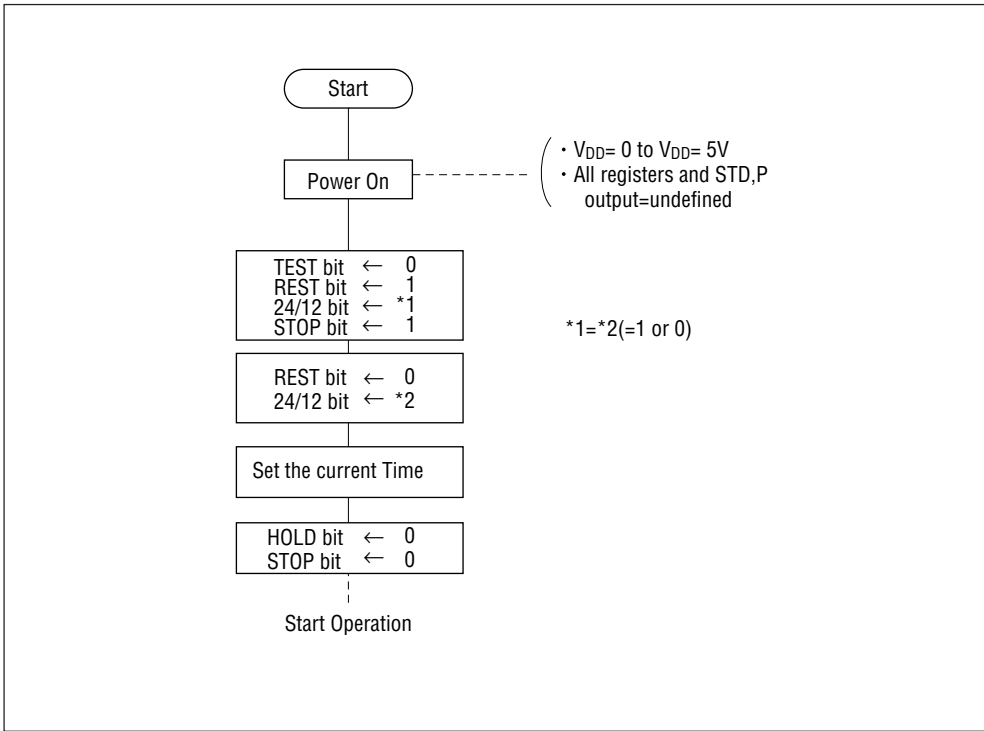 Start
Power On
· VDD= 0 to VDD= 5V
· All registers and STD,P
output=undefined
TEST bit ← 0
REST bit ← 1
24/12 bit ← *1
STOP bit ← 1
*1=*2(=1 or 0)
REST bit ← 0
24/12 bit ← *2
Set the current Time
HOLD bit ← 0
STOP bit ← 0
Start Operation